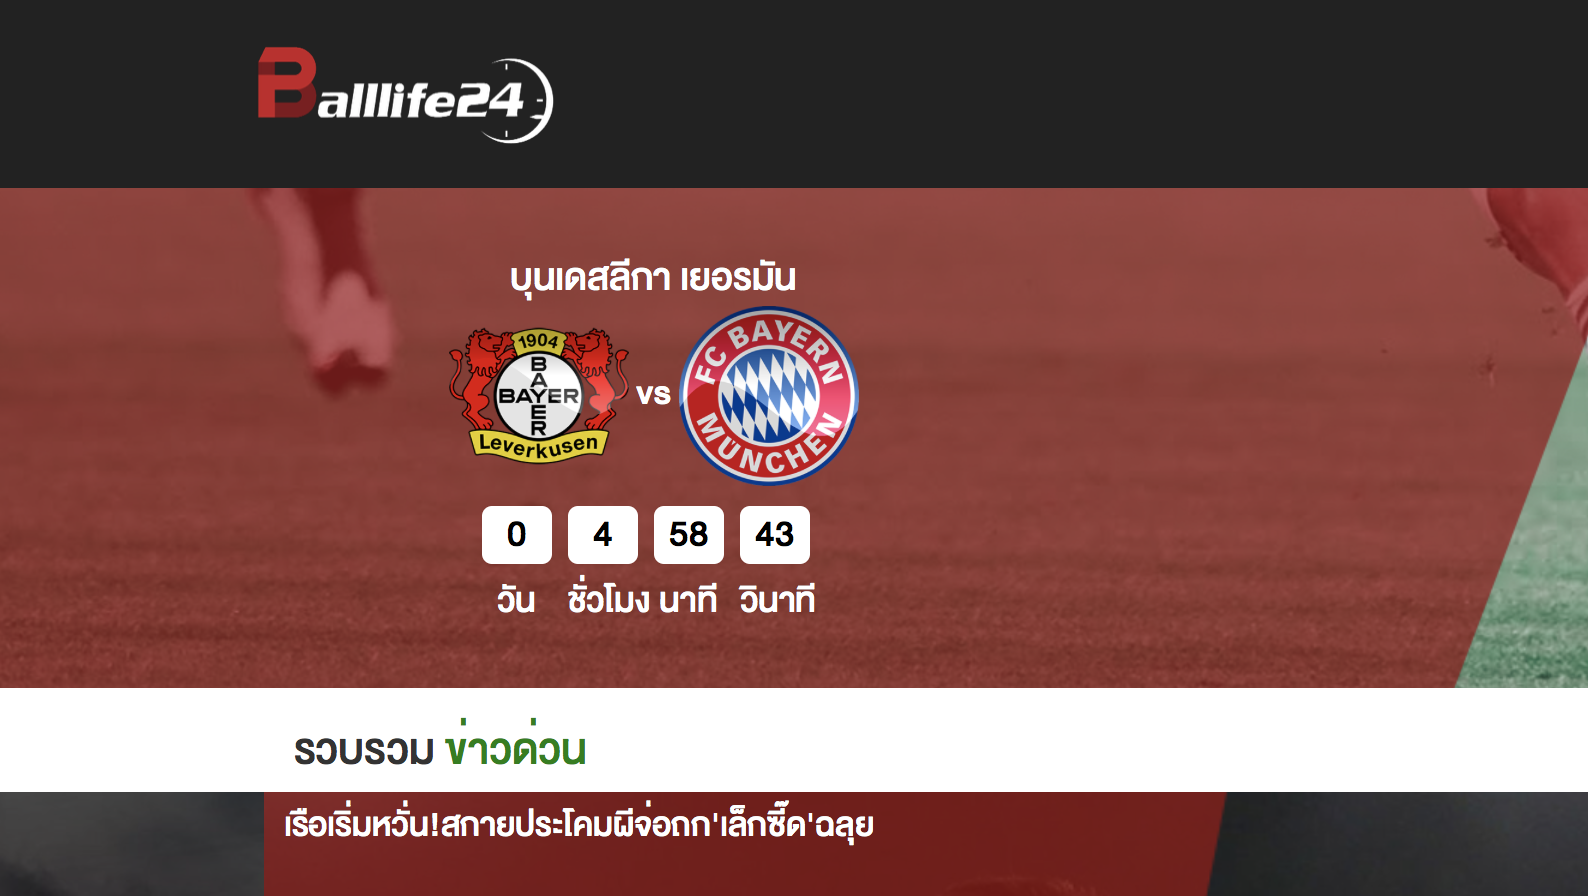 Balllife24
บุนเดสลีกา เยอรมัน
1904
BAYER
BAYER
Leverkusen
vs
FC BAYERN
MÜNCHEN
0 4 58 43
วัน ชั่วโมง นาที วินาที
รวบรวม ข่าวด่วน
เรือเริ่มหวั่น!สกายประโคมผีจ่อถก'เล็กซี๊ด'ฉลุย